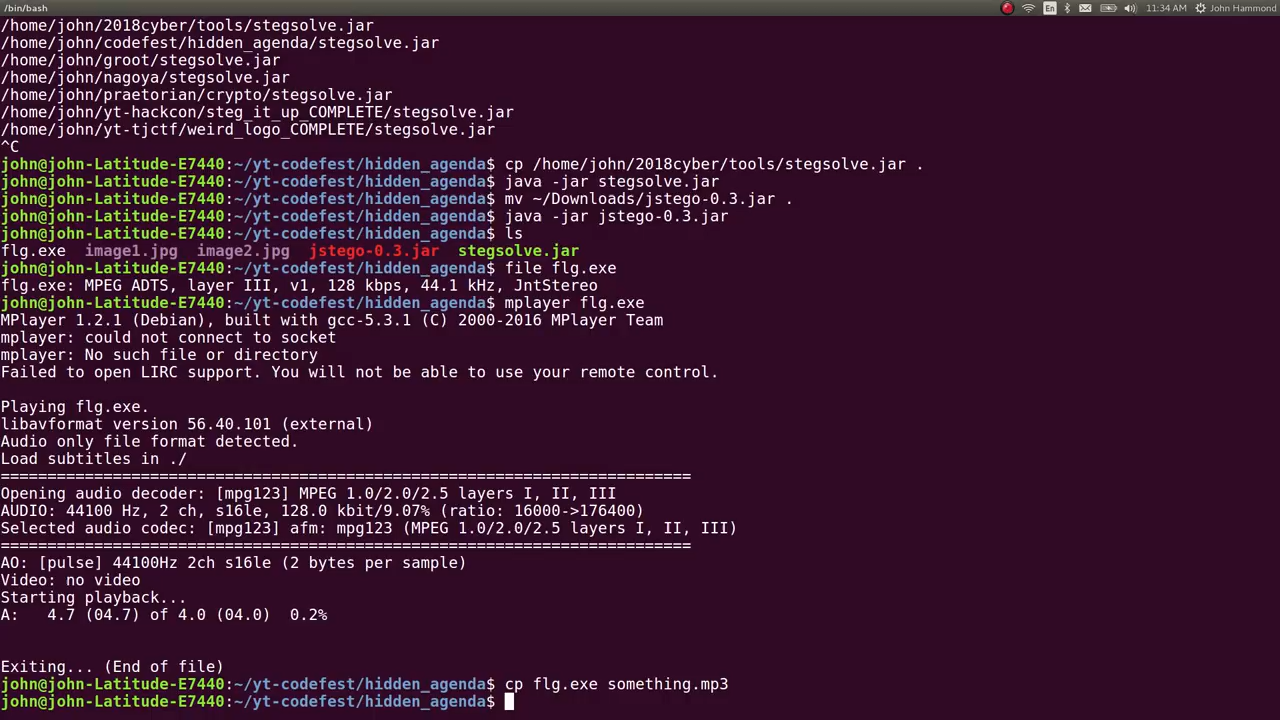 /bin/bash
En
11:34 AM
John Hammond
/home/john/2018cyber/tools/stegsolve.jar
/home/john/codefest/hidden_agenda/stegsolve.jar
/home/john/groot/stegsolve.jar
/home/john/nagoya/stegsolve.jar
/home/john/praetorian/crypto/stegsolve.jar
/home/john/yt-hackcon/steg_it_up_COMPLETE/stegsolve.jar
/home/john/yt-tjctf/weird_logo_COMPLETE/stegsolve.jar
^C
john@john-Latitude-E7440:~/yt-codefest/hidden_agenda$ cp /home/john/2018cyber/tools/stegsolve.jar .
john@john-Latitude-E7440:~/yt-codefest/hidden_agenda$ java -jar stegsolve.jar
john@john-Latitude-E7440:~/yt-codefest/hidden_agenda$ mv ~/Downloads/jstego-0.3.jar .
john@john-Latitude-E7440:~/yt-codefest/hidden_agenda$ java -jar jstego-0.3.jar
john@john-Latitude-E7440:~/yt-codefest/hidden_agenda$ ls
flg.exe  image1.jpg  image2.jpg  jstego-0.3.jar  stegsolve.jar
john@john-Latitude-E7440:~/yt-codefest/hidden_agenda$ file flg.exe
flg.exe: MPEG ADTS, layer III, v1, 128 kbps, 44.1 kHz, JntStereo
john@john-Latitude-E7440:~/yt-codefest/hidden_agenda$ mplayer flg.exe
MPlayer 1.2.1 (Debian), built with gcc-5.3.1 (C) 2000-2016 MPlayer Team
mplayer: could not connect to socket
mplayer: No such file or directory
Failed to open LIRC support. You will not be able to use your remote control.
Playing flg.exe.
libavformat version 56.40.101 (external)
Audio only file format detected.
Load subtitles in ./
==========================================================================
Opening audio decoder: [mpg123] MPEG 1.0/2.0/2.5 layers I, II, III
AUDIO: 44100 Hz, 2 ch, s16le, 128.0 kbit/9.07% (ratio: 16000->176400)
Selected audio codec: [mpg123] afm: mpg123 (MPEG 1.0/2.0/2.5 layers I, II, III)
==========================================================================
AO: [pulse] 44100Hz 2ch s16le (2 bytes per sample)
Video: no video
Starting playback...
A:   4.7 (04.7) of 4.0 (04.0)  0.2%
Exiting... (End of file)
john@john-Latitude-E7440:~/yt-codefest/hidden_agenda$ cp flg.exe something.mp3
john@john-Latitude-E7440:~/yt-codefest/hidden_agenda$